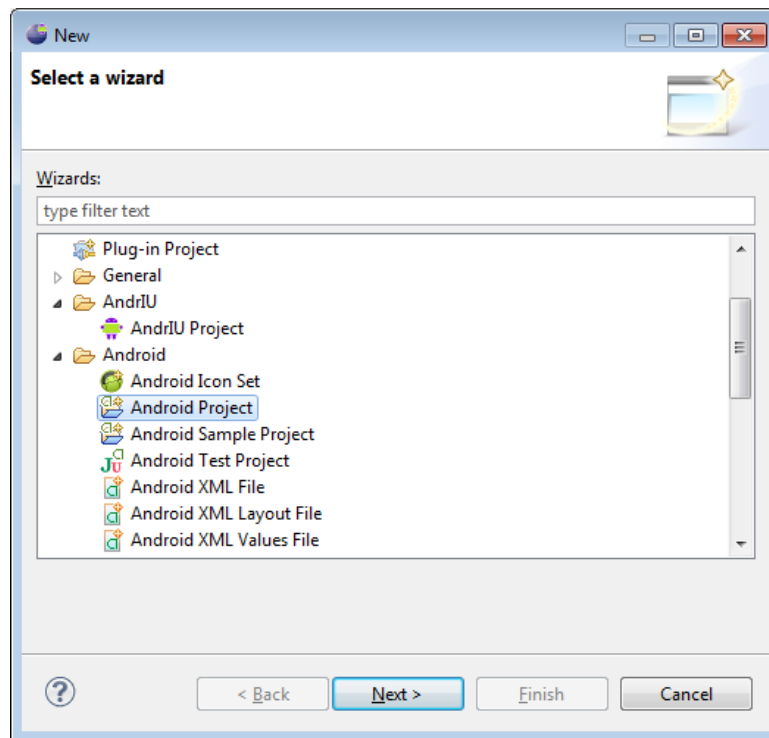 New
Select a wizard
Wizards:
type filter text
Plug-in Project
General
AndrIU
AndrIU Project
Android
Android Icon Set
Android Project
Android Sample Project
Android Test Project
Android XML File
Android XML Layout File
Android XML Values File
< Back Next > Finish Cancel